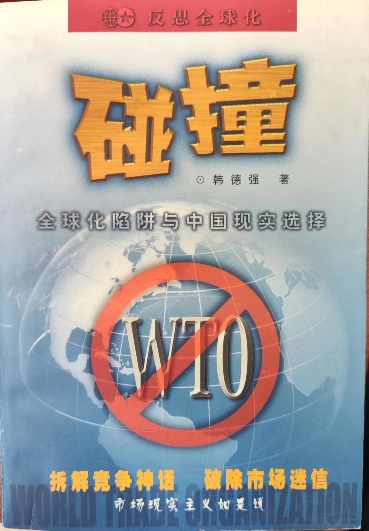 反思全球化
碰撞
⊙ 韩德强 著
全球化陷阱与中国现实选择
WTO
拆解竞争神话 破除市场迷信
WORLD TRADE ORGANIZATION
市场现实主义如是说